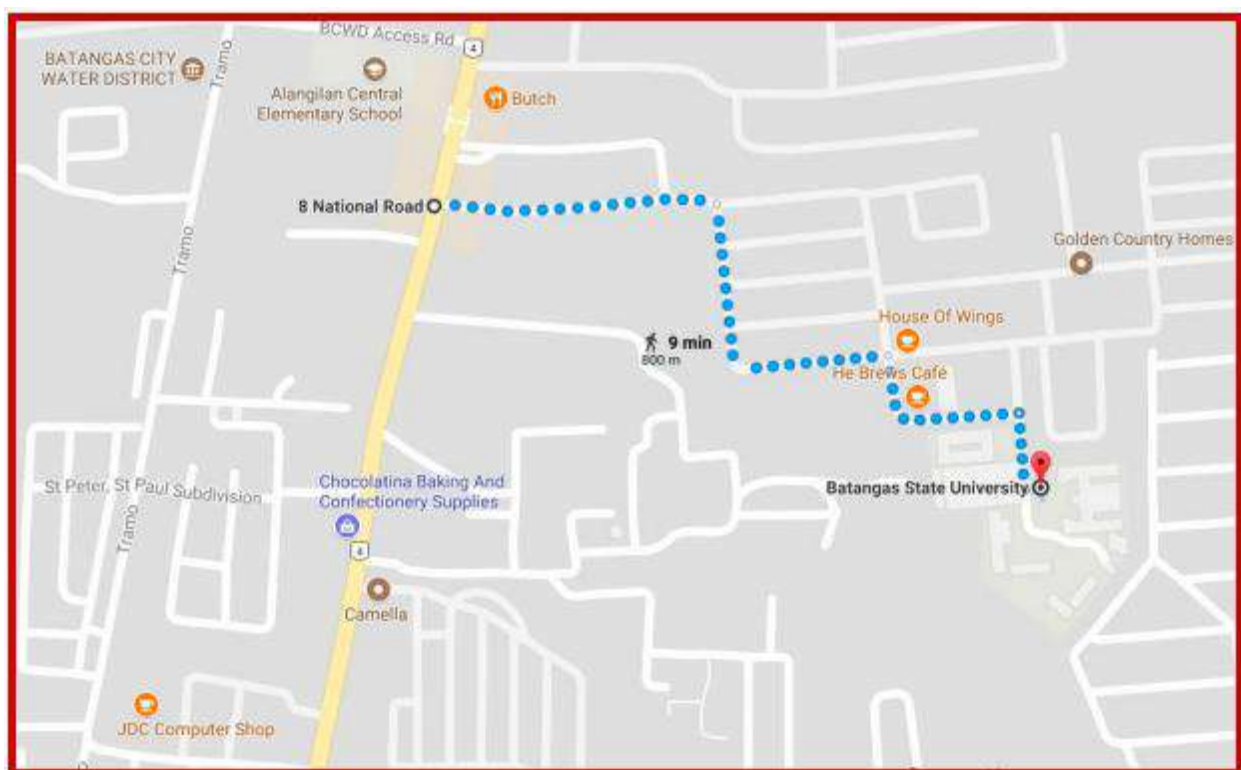 BCWD Access Rd
4
BATANGAS CITY
WATER DISTRICT
Tramo
Alangilan Central
Elementary School
Butch
8 National Road
Tramo
Golden Country Homes
House Of Wings
9 min
800 m
He Brews Café
Chocolatina Baking And
Confectionery Supplies
St Peter, St Paul Subdivision
Batangas State University
Tramo
4
Camella
JDC Computer Shop